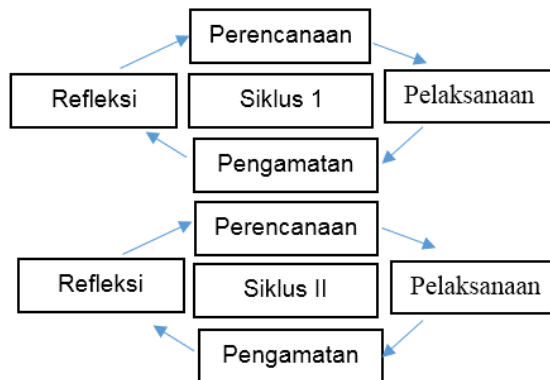 Perencanaan
Refleksi
Siklus 1
Pelaksanaan
Pengamatan
Perencanaan
Refleksi
Siklus II
Pelaksanaan
Pengamatan